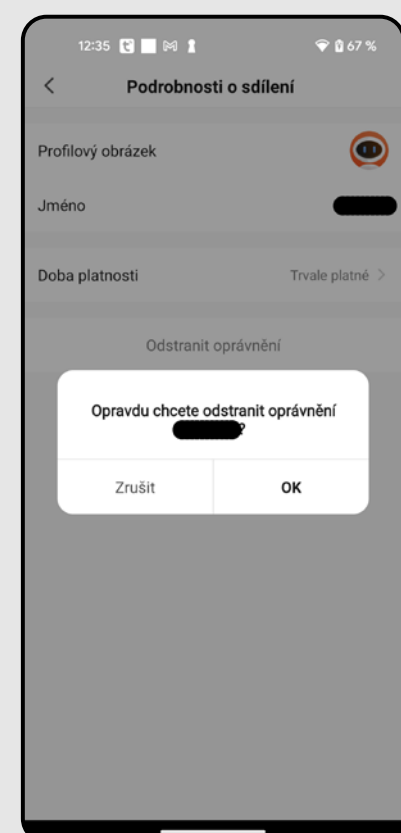 12:35 67 %
Podrobnosti o sdílení
Profilový obrázek
Jméno
Doba platnosti Trvale platné
Odstranit oprávnění
Opravdu chcete odstranit oprávnění
?
Zrušit OK